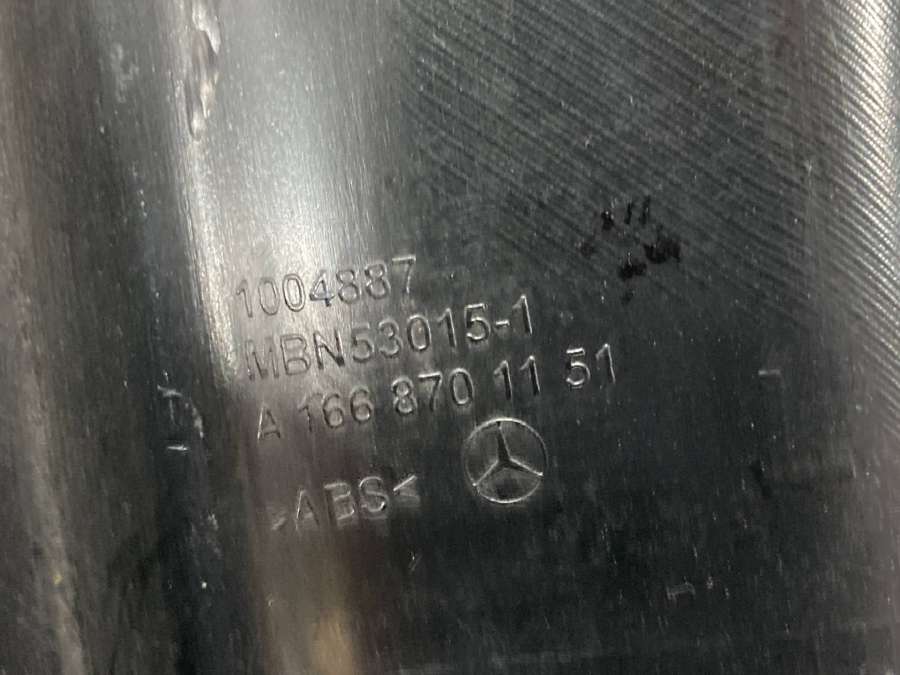 1004887
MBN53015-1
A 166 870 11 51
>ABS<